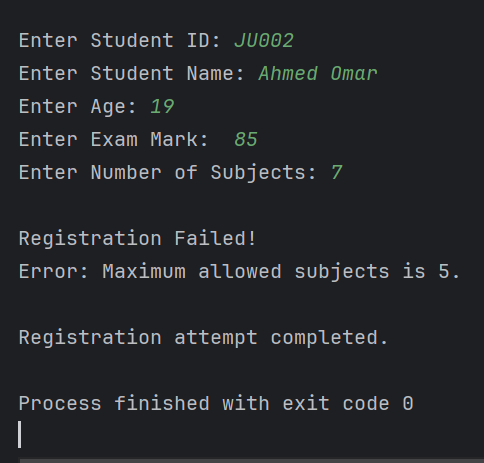 Enter Student ID: JU002
Enter Student Name: Ahmed Omar
Enter Age: 19
Enter Exam Mark:  85
Enter Number of Subjects: 7
Registration Failed!
Error: Maximum allowed subjects is 5.
Registration attempt completed.
Process finished with exit code 0